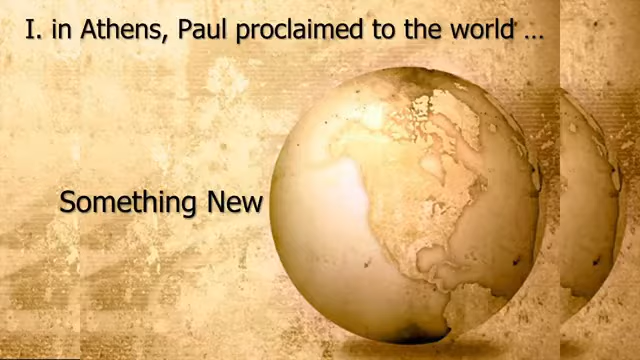 I. in Athens, Paul proclaimed to the world …
Something New